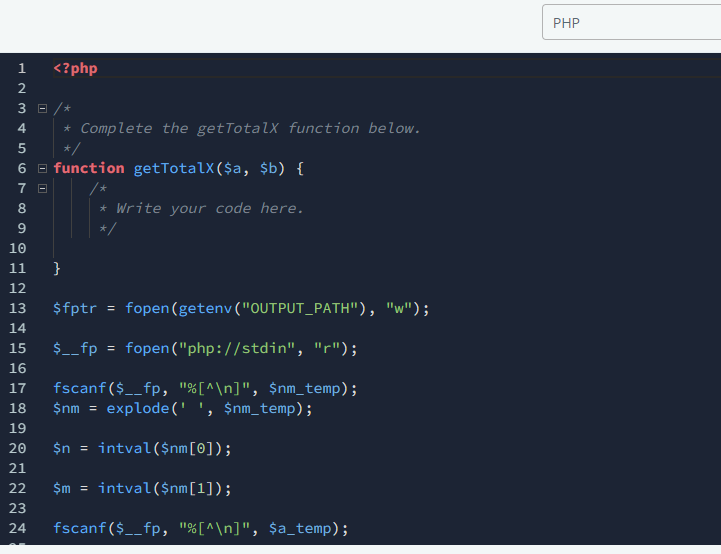 PHP
1 <?php
2
3 /*
4 * Complete the getTotalX function below.
5 */
6 function getTotalX($a, $b) {
7 /*
8 * Write your code here.
9 */
10
11 }
12
13 $fptr = fopen(getenv("OUTPUT_PATH"), "w");
14
15 $__fp = fopen("php://stdin", "r");
16
17 fscanf($__fp, "%[^\n]", $nm_temp);
18 $nm = explode(' ', $nm_temp);
19
20 $n = intval($nm[0]);
21
22 $m = intval($nm[1]);
23
24 fscanf($__fp, "%[^\n]", $a_temp);